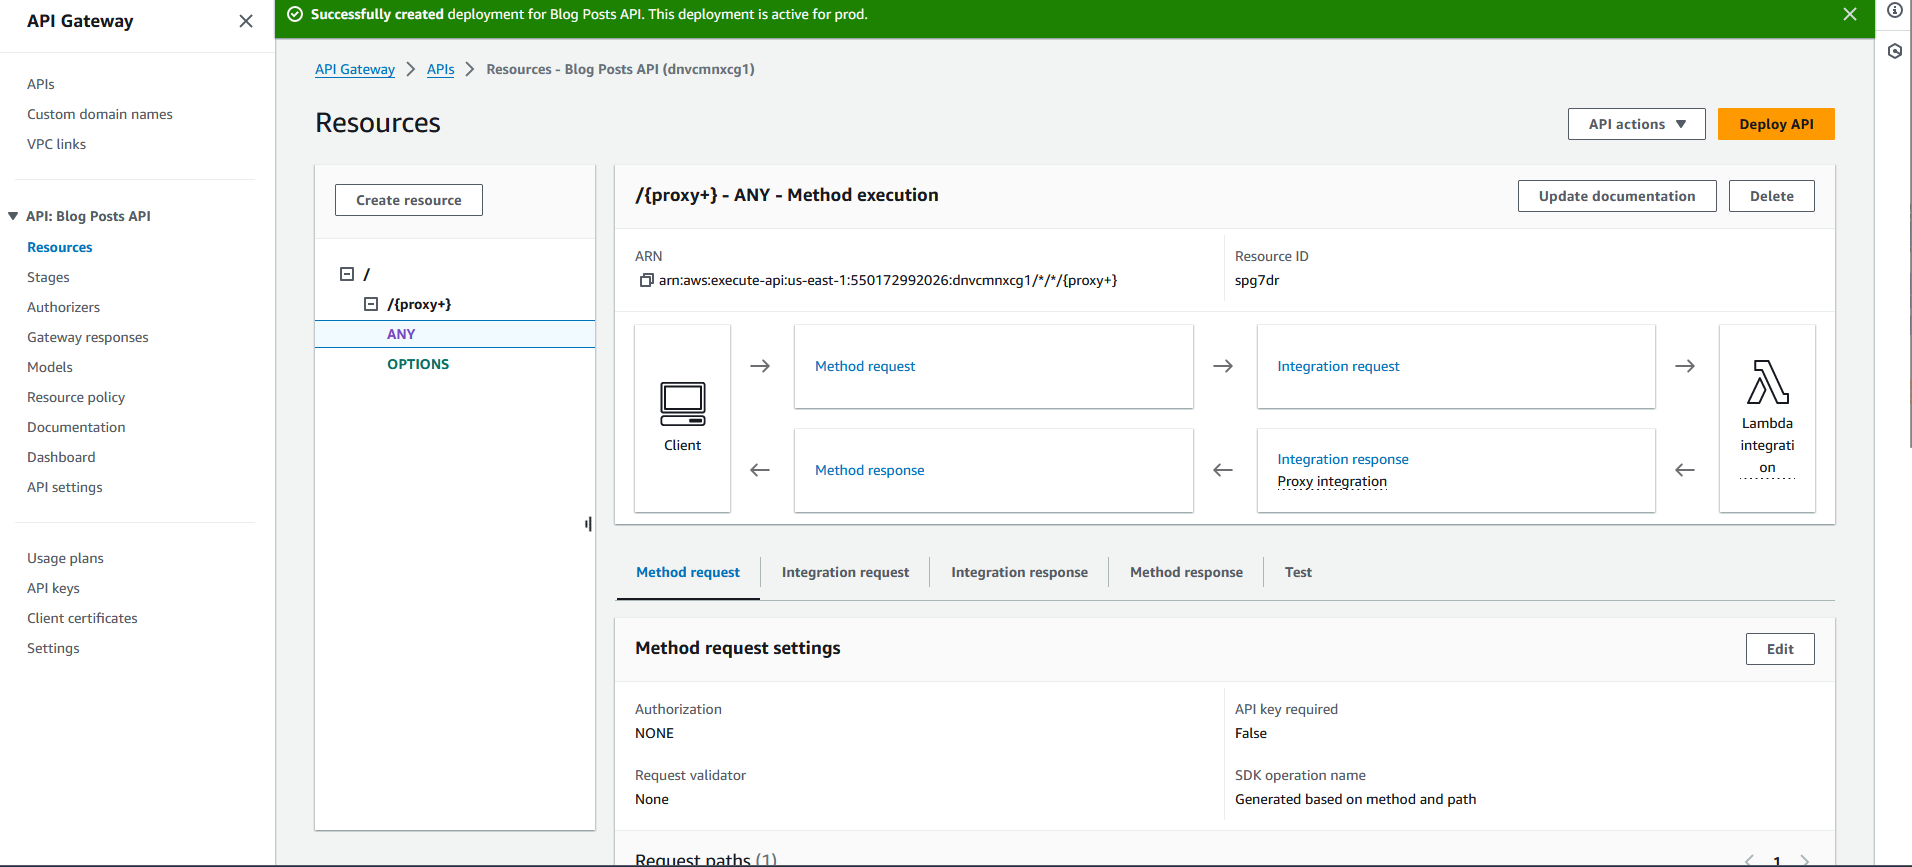 API Gateway
APIs
Custom domain names
VPC links
API: Blog Posts API
Resources
Stages
Authorizers
Gateway responses
Models
Resource policy
Documentation
Dashboard
API settings
Usage plans
API keys
Client certificates
Settings
Successfully created deployment for Blog Posts API. This deployment is active for prod.
API Gateway > APIs > Resources - Blog Posts API (dnvcmnxcg1)
Resources
API actions
Deploy API
Create resource
/
/{proxy+}
ANY
OPTIONS
/{proxy+} - ANY - Method execution
Update documentation
Delete
ARN
arn:aws:execute-api:us-east-1:550172992026:dnvcmnxcg1/*/*/{proxy+}
Resource ID
spg7dr
Client
Method request
Integration request
Method response
Integration response
Proxy integration
Lambda
integrati
on
Method request
Integration request
Integration response
Method response
Test
Method request settings
Edit
Authorization
NONE
API key required
False
Request validator
None
SDK operation name
Generated based on method and path
Request paths (1)
1